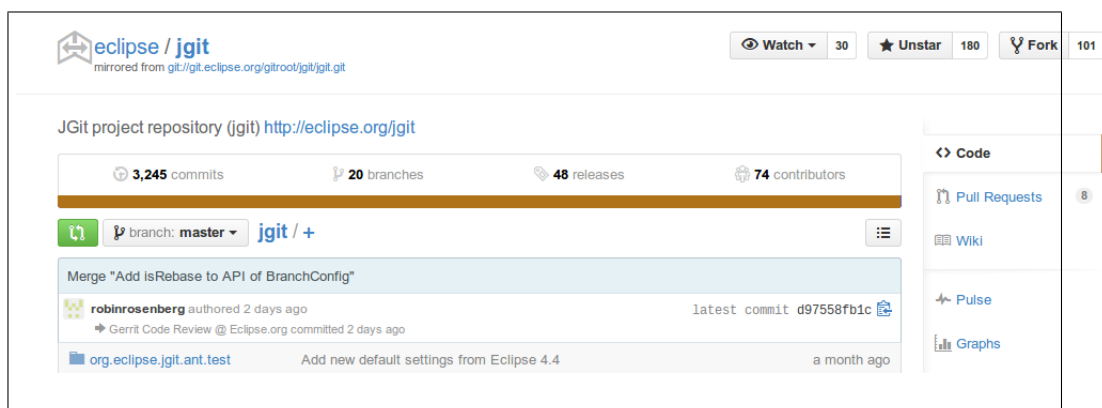 eclipse / jgit
mirrored from git://git.eclipse.org/gitroot/jgit/jgit.git
Watch 30 Unstar 180 Fork 101
JGit project repository (jgit) http://eclipse.org/jgit
3,245 commits 20 branches 48 releases 74 contributors
branch: master jgit / +
Merge "Add isRebase to API of BranchConfig"
robinrosenberg authored 2 days ago
Gerrit Code Review @ Eclipse.org committed 2 days ago
latest commit d97558fb1c
org.eclipse.jgit.ant.test Add new default settings from Eclipse 4.4 a month ago
Code
Pull Requests 8
Wiki
Pulse
Graphs